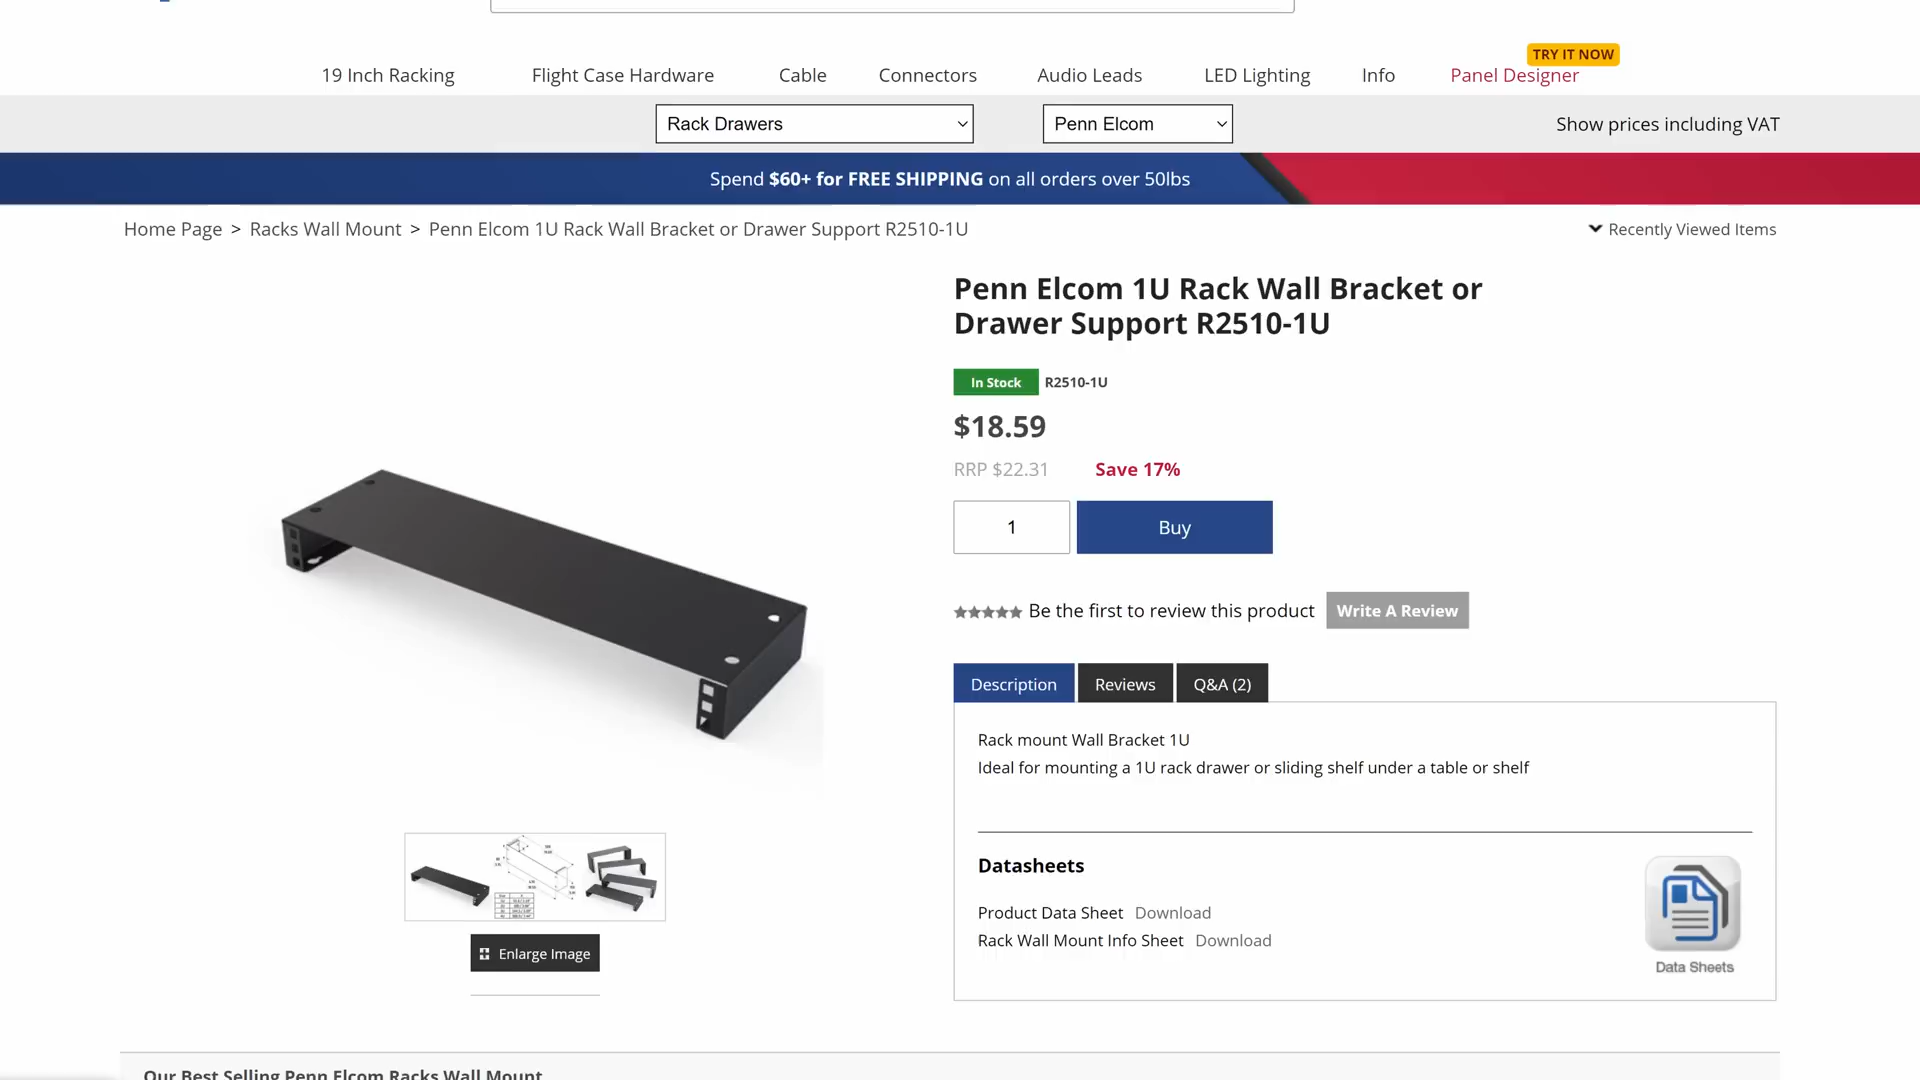 TRY IT NOW
19 Inch Racking Flight Case Hardware Cable Connectors Audio Leads LED Lighting Info Panel Designer
Rack Drawers Penn Elcom Show prices including VAT
Spend $60+ for FREE SHIPPING on all orders over 50lbs
Home Page > Racks Wall Mount > Penn Elcom 1U Rack Wall Bracket or Drawer Support R2510-1U
Recently Viewed Items
Penn Elcom 1U Rack Wall Bracket or
Drawer Support R2510-1U
In Stock R2510-1U
$18.59
RRP $22.31 Save 17%
1 Buy
Be the first to review this product Write A Review
Description Reviews Q&A (2)
Rack mount Wall Bracket 1U
Ideal for mounting a 1U rack drawer or sliding shelf under a table or shelf
Datasheets
Product Data Sheet Download
Rack Wall Mount Info Sheet Download
Data Sheets
Enlarge Image
Our Best Selling Penn Elcom Racks Wall Mount